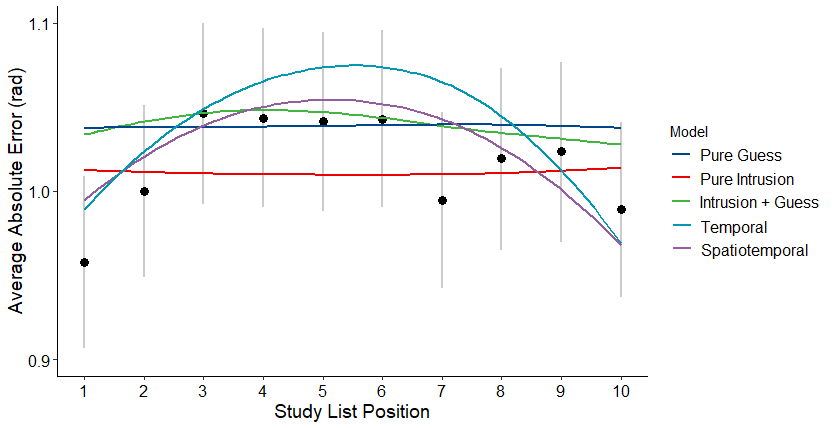 1.1
1.0
0.9
Average Absolute Error (rad)
1 2 3 4 5 6 7 8 9 10
Study List Position
Model
Pure Guess
Pure Intrusion
Intrusion + Guess
Temporal
Spatiotemporal